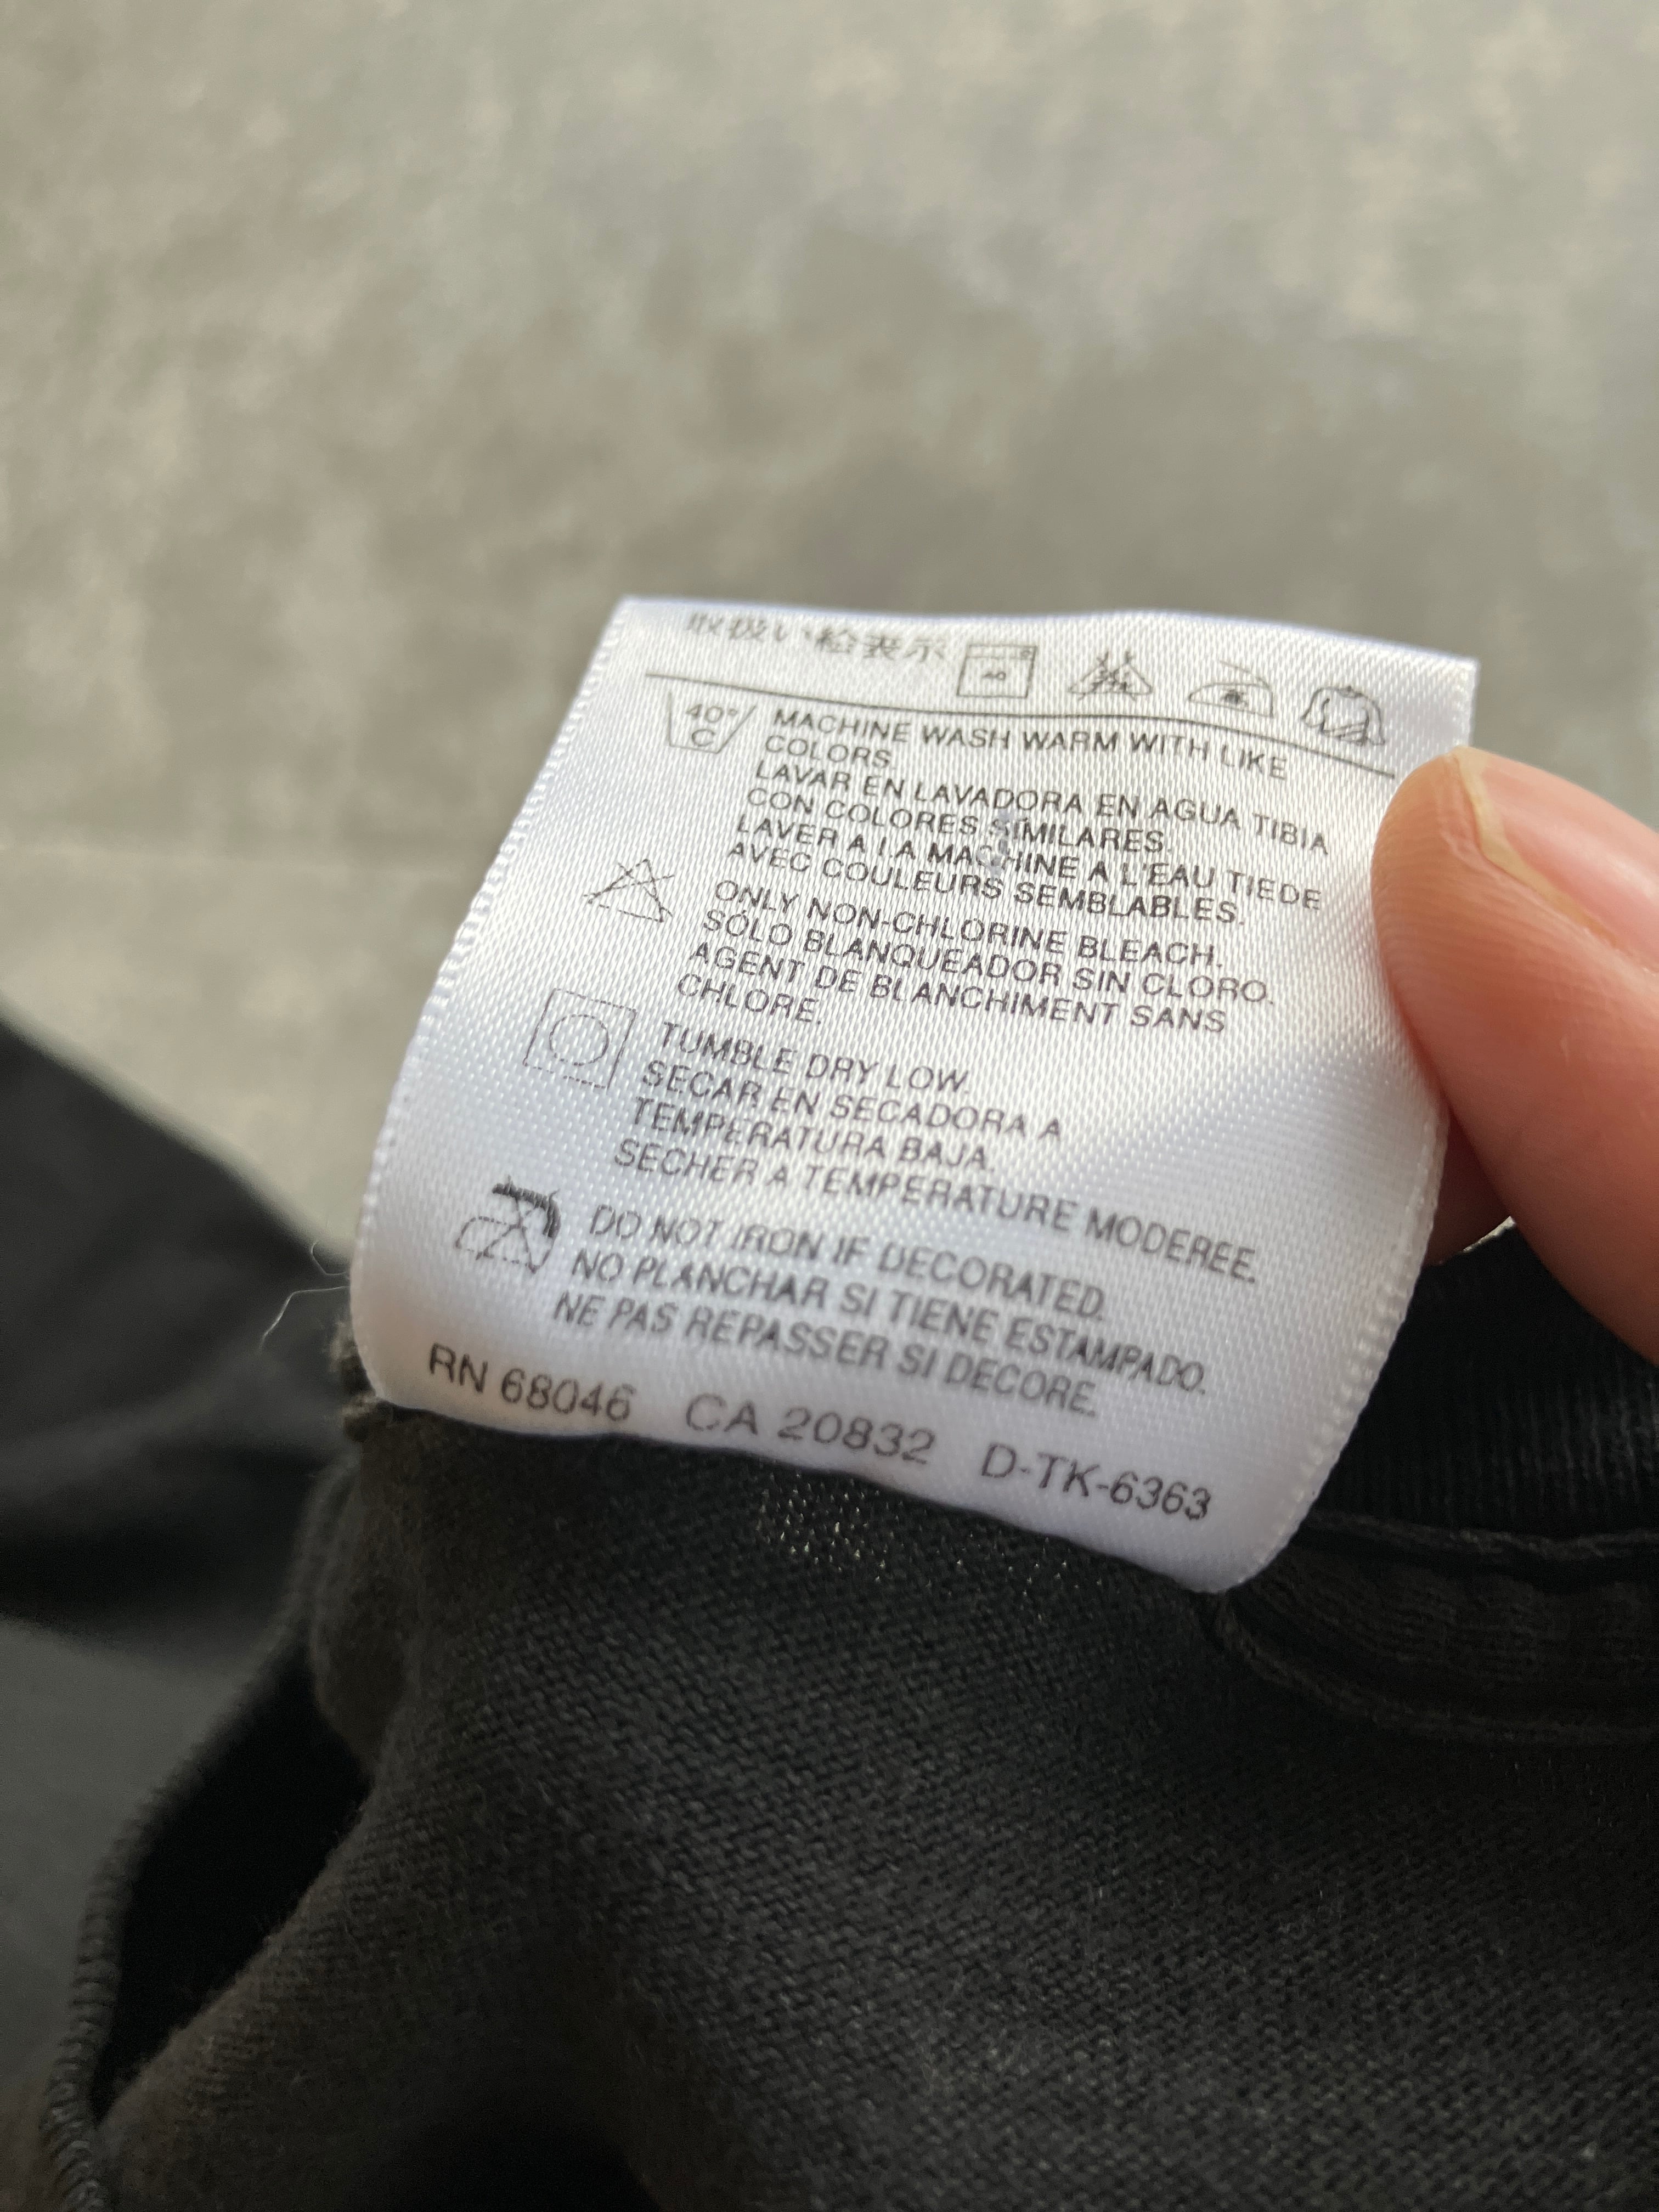 取扱い絵表示 40
40° MACHINE WASH WARM WITH LIKE
C COLORS.
LAVAR EN LAVADORA EN AGUA TIBIA
CON COLORES SIMILARES.
LAVER A LA MACHINE A L'EAU TIEDE
AVEC COULEURS SEMBLABLES.
ONLY NON-CHLORINE BLEACH.
SÓLO BLANQUEADOR SIN CLORO.
AGENT DE BLANCHIMENT SANS
CHLORE.
TUMBLE DRY LOW.
SECAR EN SECADORA A
TEMPERATURA BAJA.
SECHER A TEMPERATURE MODEREE.
DO NOT IRON IF DECORATED.
NO PLANCHAR SI TIENE ESTAMPADO.
NE PAS REPASSER SI DECORE.
RN 68046 CA 20832 D-TK-6363